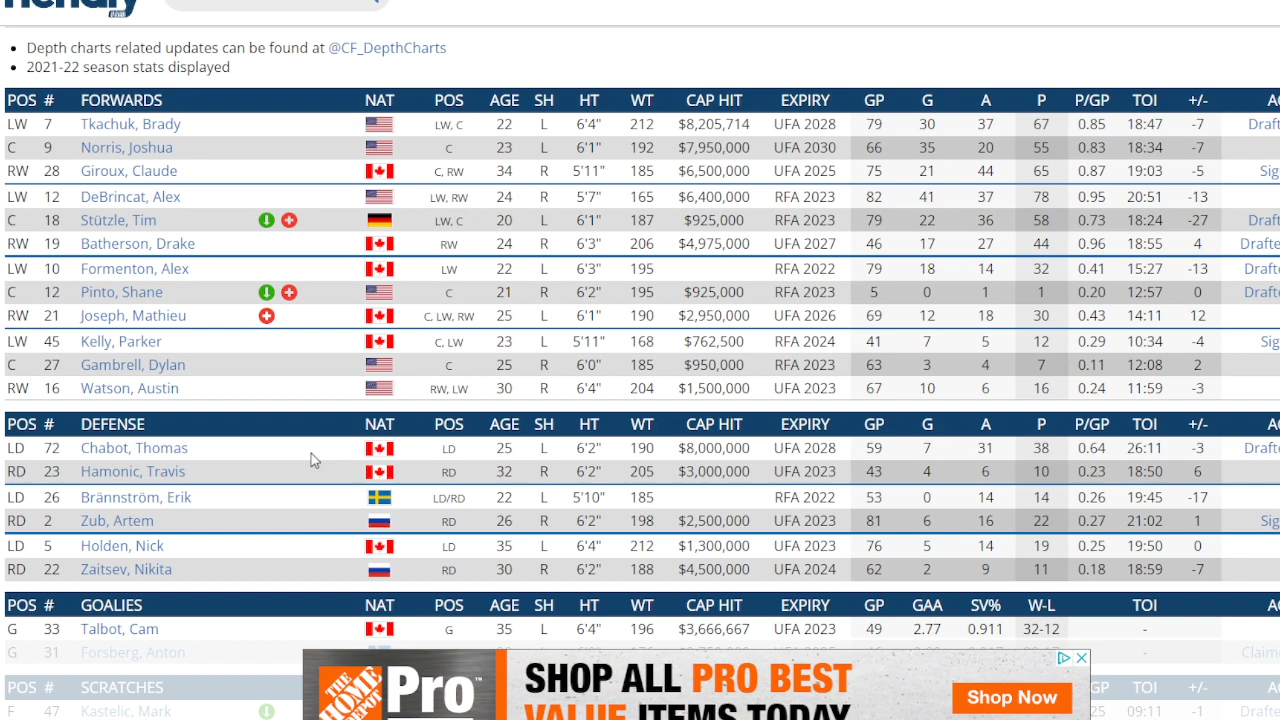 Depth charts related updates can be found at @CF_DepthCharts
2021-22 season stats displayed
POS # FORWARDS NAT POS AGE SH HT WT CAP HIT EXPIRY GP G A P P/GP TOI +/-
LW 7 Tkachuk, Brady LW, C 22 L 6'4" 212 $8,205,714 UFA 2028 79 30 37 67 0.85 18:47 -7 Draft
C 9 Norris, Joshua C 23 L 6'1" 192 $7,950,000 UFA 2030 66 35 20 55 0.83 18:34 -7
RW 28 Giroux, Claude C, RW 34 R 5'11" 185 $6,500,000 UFA 2025 75 21 44 65 0.87 19:03 -5 Sig
LW 12 DeBrincat, Alex LW, RW 24 R 5'7" 165 $6,400,000 RFA 2023 82 41 37 78 0.95 20:51 -13
C 18 Stützle, Tim LW, C 20 L 6'1" 187 $925,000 RFA 2023 79 22 36 58 0.73 18:24 -27 Draft
RW 19 Batherson, Drake RW 24 R 6'3" 206 $4,975,000 UFA 2027 46 17 27 44 0.96 18:55 4 Drafte
LW 10 Formenton, Alex LW 22 L 6'3" 195 RFA 2022 79 18 14 32 0.41 15:27 -13 Draft
C 12 Pinto, Shane C 21 R 6'2" 195 $925,000 RFA 2023 5 0 1 1 0.20 12:57 0 Draft
RW 21 Joseph, Mathieu C, LW, RW 25 L 6'1" 190 $2,950,000 UFA 2026 69 12 18 30 0.43 14:11 12
LW 45 Kelly, Parker C, LW 23 L 5'11" 168 $762,500 RFA 2024 41 7 5 12 0.29 10:34 -4 Sig
C 27 Gambrell, Dylan C 25 R 6'0" 185 $950,000 RFA 2023 63 3 4 7 0.11 12:08 2
RW 16 Watson, Austin RW, LW 30 R 6'4" 204 $1,500,000 UFA 2023 67 10 6 16 0.24 11:59 -3
POS # DEFENSE NAT POS AGE SH HT WT CAP HIT EXPIRY GP G A P P/GP TOI +/-
LD 72 Chabot, Thomas LD 25 L 6'2" 190 $8,000,000 UFA 2028 59 7 31 38 0.64 26:11 -3 Draft
RD 23 Hamonic, Travis RD 32 R 6'2" 205 $3,000,000 UFA 2023 43 4 6 10 0.23 18:50 6
LD 26 Brännström, Erik LD/RD 22 L 5'10" 185 RFA 2022 53 0 14 14 0.26 19:45 -17
RD 2 Zub, Artem RD 26 R 6'2" 198 $2,500,000 UFA 2023 81 6 16 22 0.27 21:02 1 Sig
LD 5 Holden, Nick LD 35 L 6'4" 212 $1,300,000 UFA 2023 76 5 14 19 0.25 19:50 0
RD 22 Zaitsev, Nikita RD 30 R 6'2" 188 $4,500,000 UFA 2024 62 2 9 11 0.18 18:59 -7
POS # GOALIES NAT POS AGE SH HT WT CAP HIT EXPIRY GP GAA SV% W-L TOI
G 33 Talbot, Cam G 35 L 6'4" 196 $3,666,667 UFA 2023 49 2.77 0.911 32-12 -
G 31 Forsberg, Anton Claime
POS # SCRATCHES GP G A P P/GP TOI +/-
F 47 Kastelic, Mark 09:11 -1 Draft
THE HOME DEPOT Pro
SHOP ALL PRO BEST
VALUE ITEMS TODAY
Shop Now